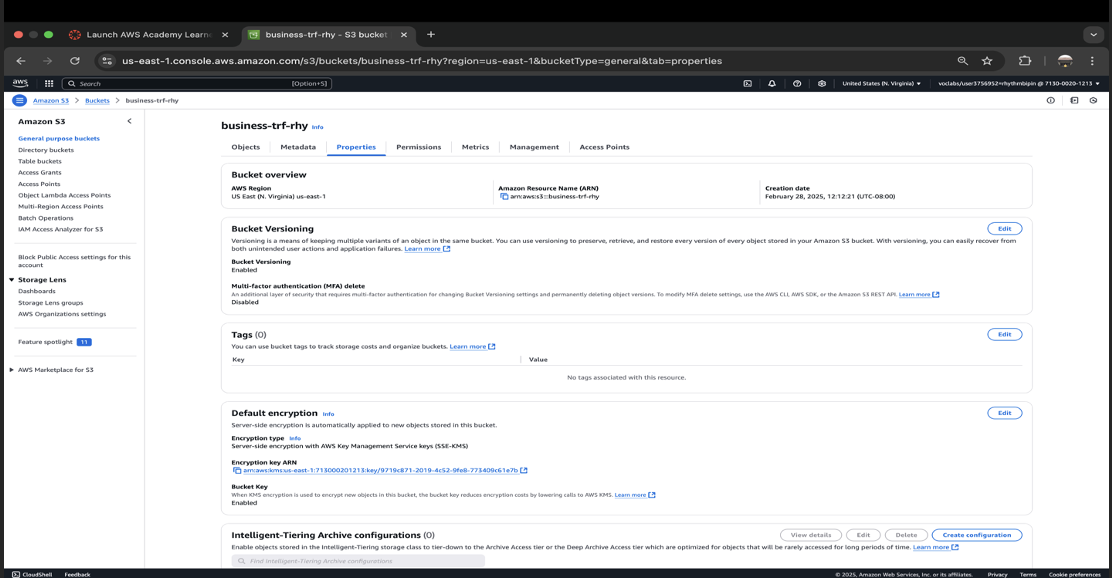 Launch AWS Academy Learn
business-trf-rhy - S3 bucket
us-east-1.console.aws.amazon.com/s3/buckets/business-trf-rhy?region=us-east-1&bucketType=general&tab=properties
aws
Search
[Option+S]
United States (N. Virginia)
voclabs/user3756952=rhythmbipin @ 7130-0020-1213
Amazon S3 > Buckets > business-trf-rhy
Amazon S3
General purpose buckets
Directory buckets
Table buckets
Access Grants
Access Points
Object Lambda Access Points
Multi-Region Access Points
Batch Operations
IAM Access Analyzer for S3
Block Public Access settings for this
account
Storage Lens
Dashboards
Storage Lens groups
AWS Organizations settings
Feature spotlight 11
AWS Marketplace for S3
business-trf-rhy Info
Objects Metadata Properties Permissions Metrics Management Access Points
Bucket overview
AWS Region
US East (N. Virginia) us-east-1
Amazon Resource Name (ARN)
arn:aws:s3:::business-trf-rhy
Creation date
February 28, 2025, 12:12:21 (UTC-08:00)
Bucket Versioning
Edit
Versioning is a means of keeping multiple variants of an object in the same bucket. You can use versioning to preserve, retrieve, and restore every version of every object stored in your Amazon S3 bucket. With versioning, you can easily recover from
both unintended user actions and application failures. Learn more
Bucket Versioning
Enabled
Multi-factor authentication (MFA) delete
An additional layer of security that requires multi-factor authentication for changing Bucket Versioning settings and permanently deleting object versions. To modify MFA delete settings, use the AWS CLI, AWS SDK, or the Amazon S3 REST API. Learn more
Disabled
Tags (0)
Edit
You can use bucket tags to track storage costs and organize buckets. Learn more
Key Value
No tags associated with this resource.
Default encryption Info
Edit
Server-side encryption is automatically applied to new objects stored in this bucket.
Encryption type Info
Server-side encryption with AWS Key Management Service keys (SSE-KMS)
Encryption key ARN
arn:aws:kms:us-east-1:713000201213:key/9719c871-2019-4c52-9fe8-773409c61e7b
Bucket Key
When KMS encryption is used to encrypt new objects in this bucket, the bucket key reduces encryption costs by lowering calls to AWS KMS. Learn more
Enabled
Intelligent-Tiering Archive configurations (0)
View details Edit Delete Create configuration
Enable objects stored in the Intelligent-Tiering storage class to tier-down to the Archive Access tier or the Deep Archive Access tier which are optimized for objects that will be rarely accessed for long periods of time. Learn more
Find Intelligent-Tiering Archive configurations
CloudShell Feedback
© 2025, Amazon Web Services, Inc. or its affiliates. Privacy Terms Cookie preferences